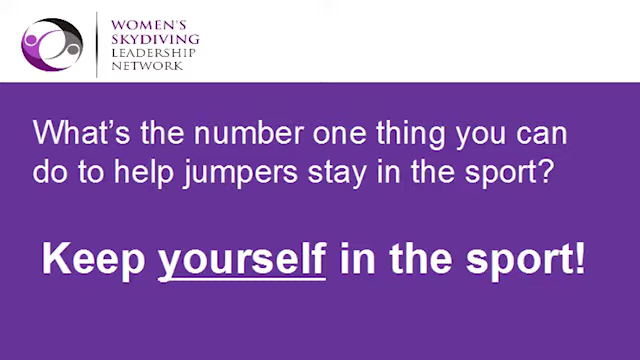 WOMEN'S
SKYDIVING
LEADERSHIP
NETWORK
What's the number one thing you can
do to help jumpers stay in the sport?
Keep yourself in the sport!